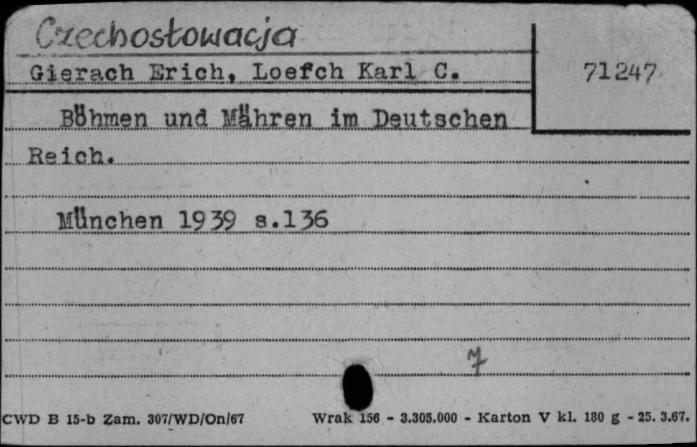 Czechosłowacja
Gierach Erich, Loefch Karl C.
71247
Böhmen und Mähren im Deutschen
Reich.
München 1939 s.136
7
CWD B 15-b Zam. 307/WD/On/67 Wrak 156 - 3.305.000 - Karton V kl. 180 g - 25. 3.67.